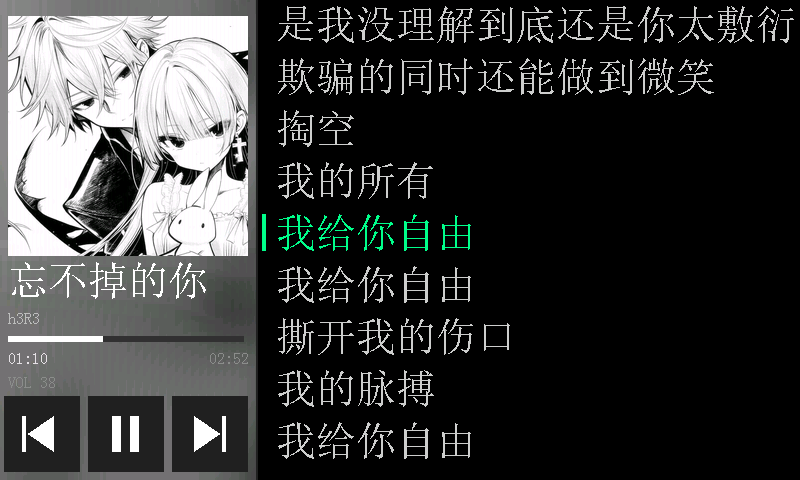 忘不掉的你
h3R3
01:10
02:52
VOL 38
是我没理解到底还是你太敷衍
欺骗的同时还能做到微笑
掏空
我的所有
我给你自由
我给你自由
撕开我的伤口
我的脉搏
我给你自由